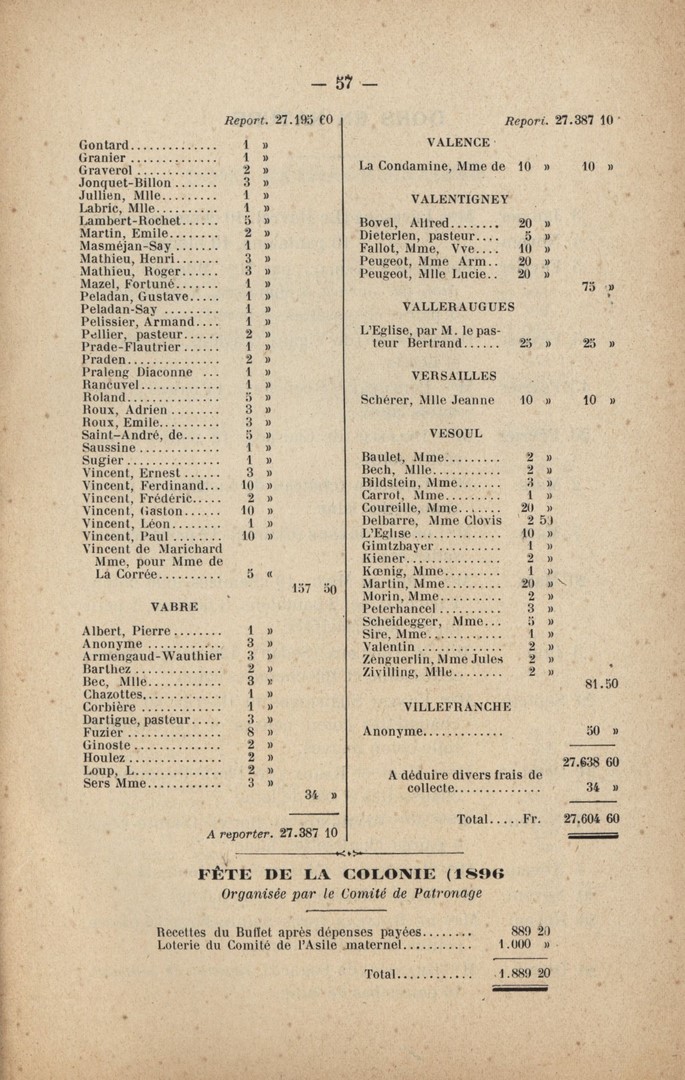 — 57 —
Report. 27.195 60
Gontard.............. 1 »
Granier .............. 1 »
Graverol ............. 2 »
Jonquet-Billon ....... 3 »
Jullien, Mlle......... 1 »
Labric, Mlle.......... 1 »
Lambert-Rochet...... 5 »
Martin, Emile........ 2 »
Masméjan-Say ....... 1 »
Mathieu, Henri....... 3 »
Mathieu, Roger...... 3 »
Mazel, Fortuné....... 1 »
Peladan, Gustave..... 1 »
Peladan-Say ......... 1 »
Pelissier, Armand.... 1 »
Pellier, pasteur...... 2 »
Prade-Flautrier ...... 1 »
Praden............... 2 »
Praleng Diaconne ... 1 »
Rancuvel............. 1 »
Roland............... 5 »
Roux, Adrien ........ 3 »
Roux, Emile.......... 3 »
Saint-André, de...... 5 »
Saussine ............. 1 »
Sugier ............... 1 »
Vincent, Ernest ...... 3 »
Vincent, Ferdinand... 10 »
Vincent, Frédéric..... 2 »
Vincent, Gaston...... 10 »
Vincent, Léon........ 1 »
Vincent, Paul ........ 10 »
Vincent de Marichard
Mme, pour Mme de
La Corrée.......... 5 «
157 50
VABRE
Albert, Pierre ........ 1 »
Anonyme ............ 3 »
Armengaud-Wauthier 3 »
Barthez .............. 2 »
Bec, Mlle............. 3 »
Chazottes............. 1 »
Corbière ............. 1 »
Dartigue, pasteur..... 3 »
Fuzier ............... 8 »
Ginoste .............. 2 »
Houlez ............... 2 »
Loup, L.............. 2 »
Sers Mme............ 3 »
34 »
A reporter. 27.387 10
Report. 27.387 10
VALENCE
La Condamine, Mme de 10 » 10 »
VALENTIGNEY
Bovel, Alfred........ 20 »
Dieterlen, pasteur.... 5 »
Fallot, Mme, Vve.... 10 »
Peugeot, Mme Arm.. 20 »
Peugeot, Mlle Lucie.. 20 »
75 »
VALLERAUGUES
L'Eglise, par M. le pas-
teur Bertrand...... 25 » 25 »
VERSAILLES
Schérer, Mlle Jeanne 10 » 10 »
VESOUL
Baulet, Mme......... 2 »
Bech, Mlle........... 2 »
Bildstein, Mme....... 3 »
Carrot, Mme......... 1 »
Coureille, Mme....... 20 »
Delbarre, Mme Clovis 2 50
L'Eglise .............. 10 »
Gimtzbayer .......... 1 »
Kiener............... 2 »
Kœnig, Mme......... 1 »
Martin, Mme......... 20 »
Morin, Mme.......... 2 »
Peterhancel .......... 3 »
Scheidegger, Mme... 5 »
Sire, Mme............ 1 »
Valentin ............. 2 »
Zènguerlin, Mme Jules 2 »
Zivilling, Mlle........ 2 »
81.50
VILLEFRANCHE
Anonyme............ 50 »
27.638 60
A déduire divers frais de
collecte.............. 34 »
Total.....Fr. 27.604 60
FÊTE DE LA COLONIE (1896
Organisée par le Comité de Patronage
Recettes du Buffet après dépenses payées........ 889 20
Loterie du Comité de l'Asile maternel........... 1.000 »
Total............ 1.889 20